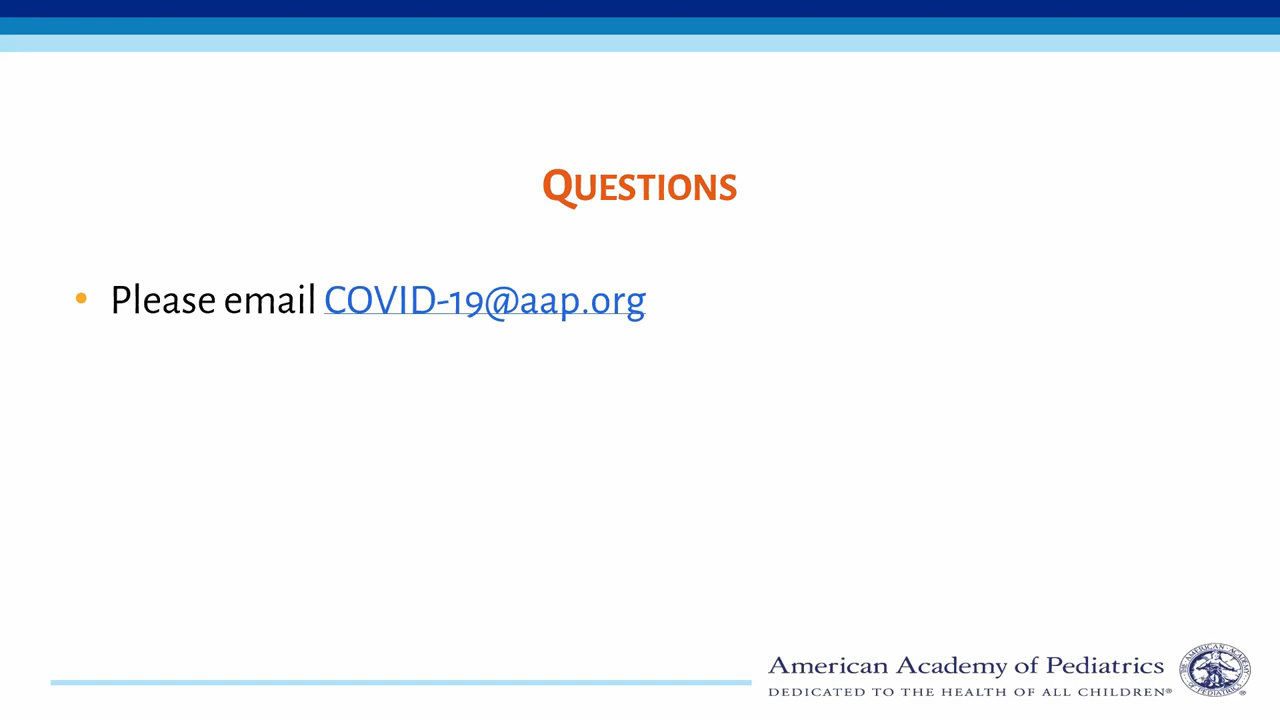 QUESTIONS
• Please email COVID-19@aap.org
American Academy of Pediatrics
DEDICATED TO THE HEALTH OF ALL CHILDREN®